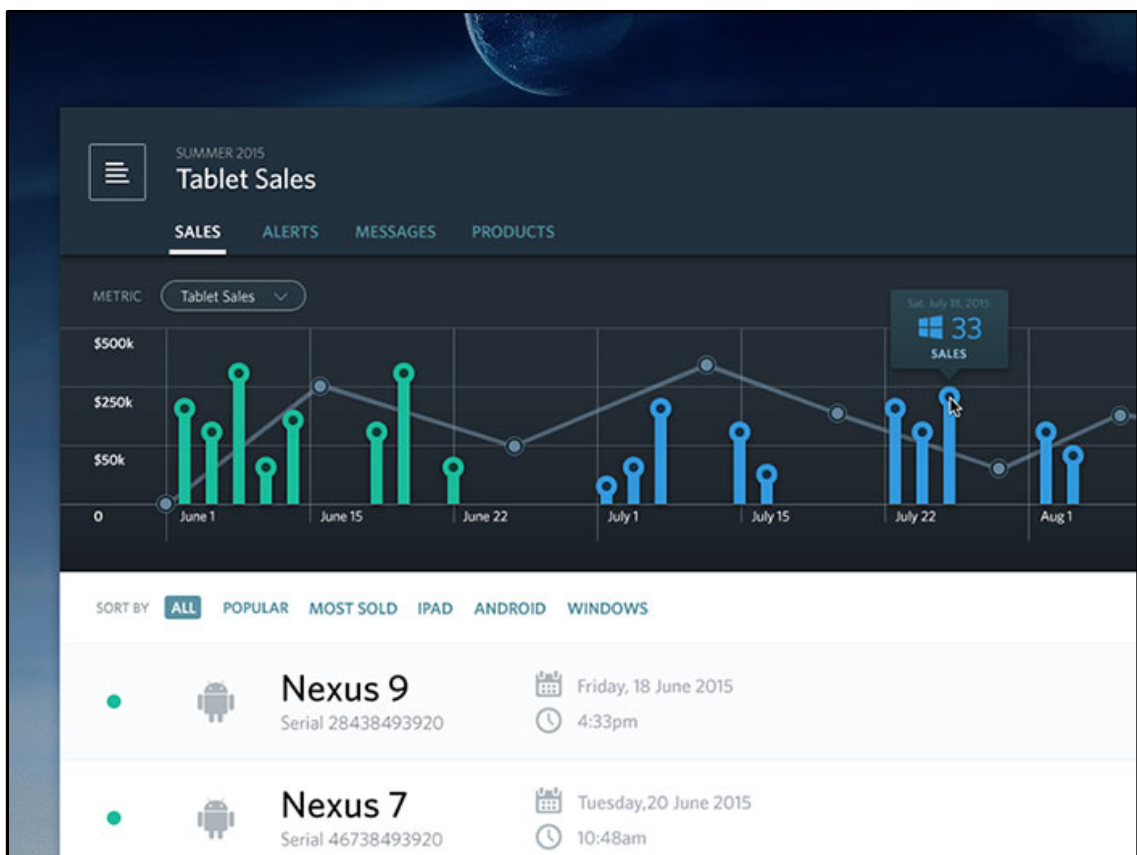 SUMMER 2015
Tablet Sales
SALES ALERTS MESSAGES PRODUCTS
METRIC Tablet Sales
Sat. July 18, 2015
33
SALES
$500k
$250k
$50k
0 June 1 June 15 June 22 July 1 July 15 July 22 Aug 1
SORT BY ALL POPULAR MOST SOLD IPAD ANDROID WINDOWS
Nexus 9 Friday, 18 June 2015
Serial 28438493920 4:33pm
Nexus 7 Tuesday,20 June 2015
Serial 46738493920 10:48am